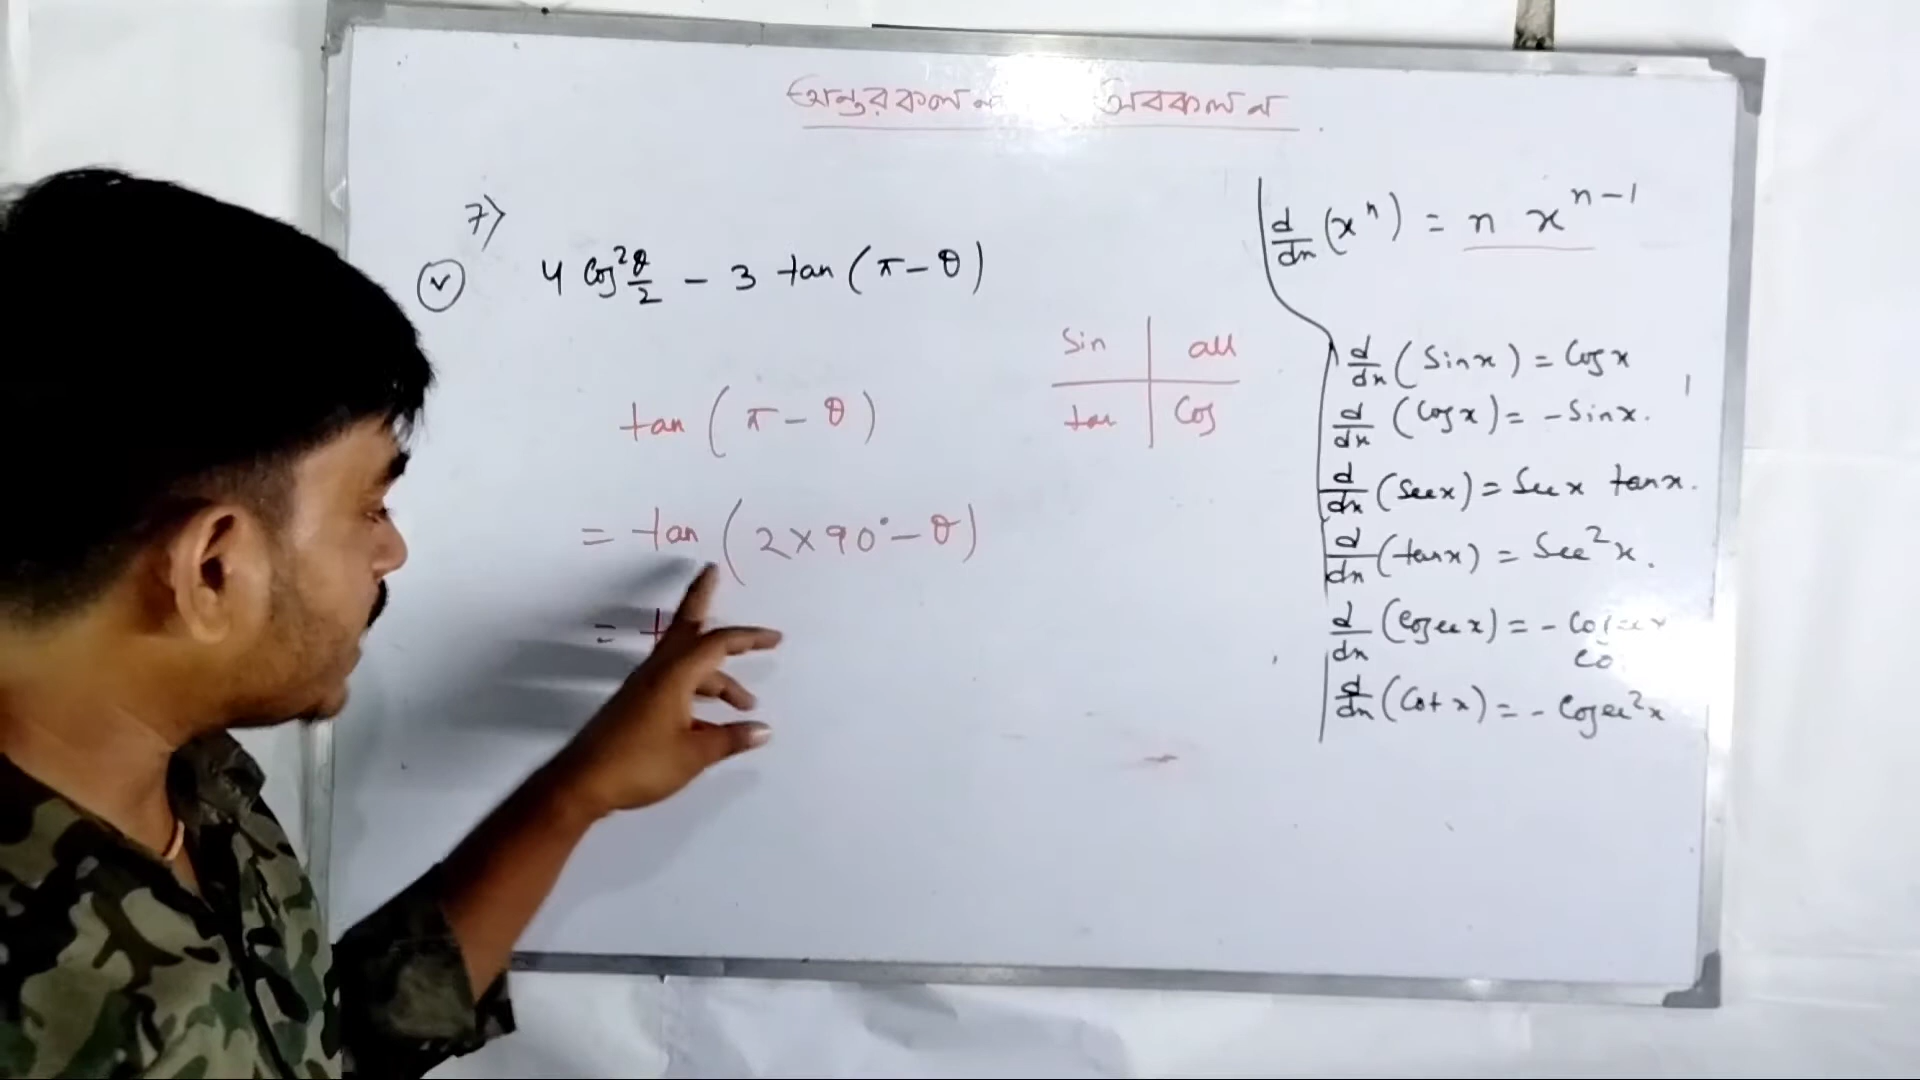 অন্তরকলন অবকলন
7)
(v) 4 Cos²θ/2 - 3 tan (π - θ)
tan (π - θ)
= tan (2×90° - θ)
= t
Sin | all
tan | Cos
d/dx (xⁿ) = n xⁿ⁻¹
d/dx (Sinx) = Cosx
d/dx (Cosx) = -Sinx.
d/dx (Secx) = Secx tanx.
d/dx (tanx) = Sec²x.
d/dx (Cosecx) = - Cosecx
Co
d/dx (Cotx) = - Cosec²x